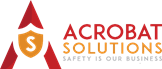 ACROBAT
SOLUTIONS
SAFETY IS OUR BUSINESS
S